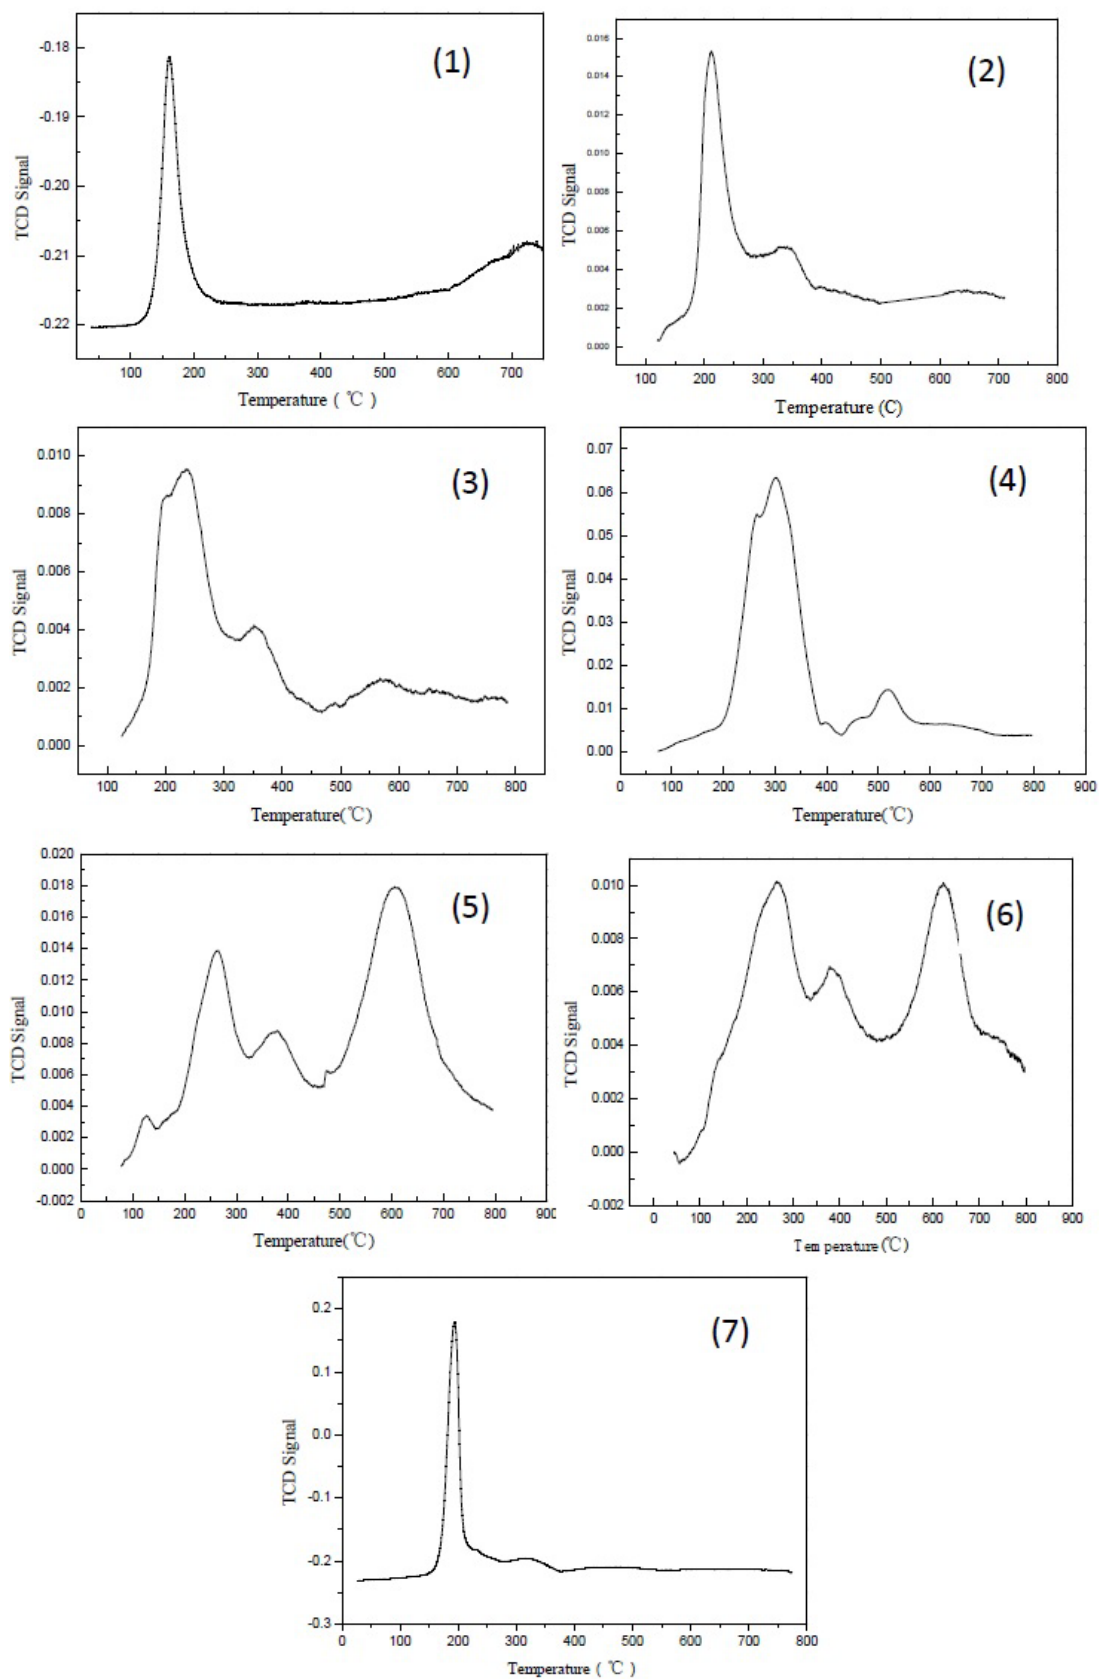 (1)
-0.18
-0.19
-0.20
-0.21
-0.22
TCD Signal
100 200 300 400 500 600 700
Temperature ( ℃ )
(2)
0.016
0.014
0.012
0.010
0.008
0.006
0.004
0.002
0.000
TCD Signal
100 200 300 400 500 600 700 800
Temperature (C)
(3)
0.010
0.008
0.006
0.004
0.002
0.000
TCD Signal
100 200 300 400 500 600 700 800
Temperature(℃)
(4)
0.07
0.06
0.05
0.04
0.03
0.02
0.01
0.00
TCD Signal
0 100 200 300 400 500 600 700 800 900
Temperature(℃)
(5)
0.020
0.018
0.016
0.014
0.012
0.010
0.008
0.006
0.004
0.002
0.000
-0.002
TCD Signal
0 100 200 300 400 500 600 700 800 900
Temperature(℃)
(6)
0.010
0.008
0.006
0.004
0.002
0.000
-0.002
TCD Signal
0 100 200 300 400 500 600 700 800 900
Tem perature (℃)
(7)
0.2
0.1
0.0
-0.1
-0.2
-0.3
TCD Signal
0 100 200 300 400 500 600 700 800
Temperature ( ℃ )